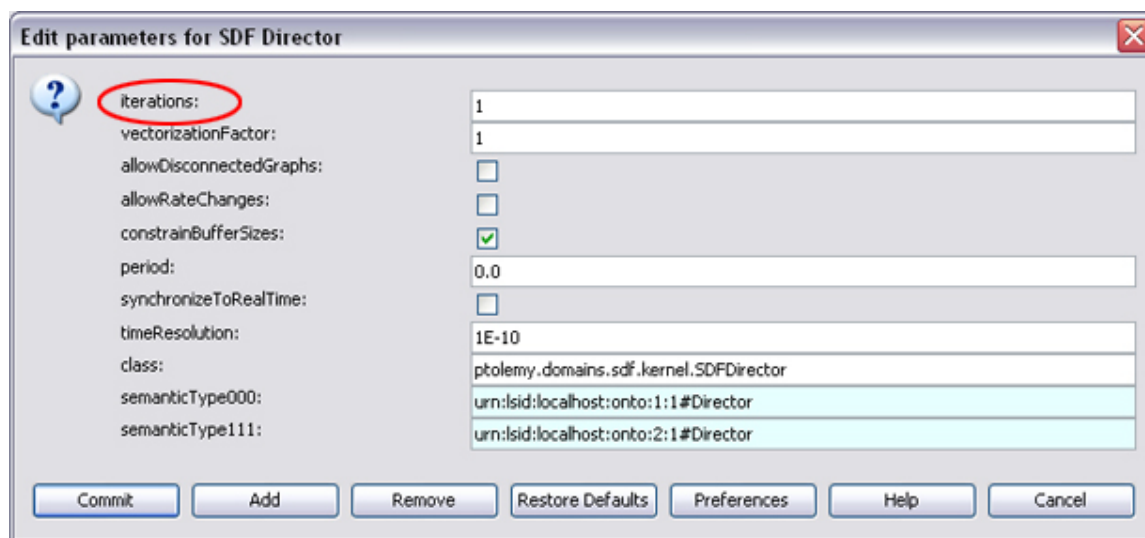 Edit parameters for SDF Director
iterations: 1
vectorizationFactor: 1
allowDisconnectedGraphs:
allowRateChanges:
constrainBufferSizes:
period: 0.0
synchronizeToRealTime:
timeResolution: 1E-10
class: ptolemy.domains.sdf.kernel.SDFDirector
semanticType000: urn:lsid:localhost:onto:1:1#Director
semanticType111: urn:lsid:localhost:onto:2:1#Director
Commit Add Remove Restore Defaults Preferences Help Cancel